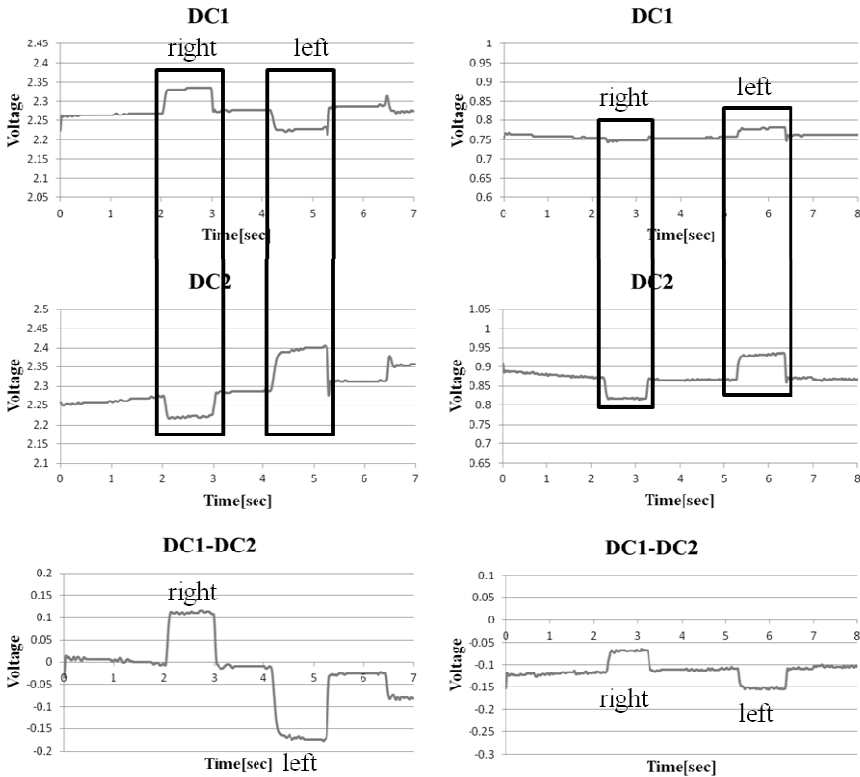 DC1
right
left
2.45
2.4
2.35
2.3
2.25
2.2
2.15
2.1
2.05
0 1 2 3 4 5 6 7
Voltage
Time[sec]
DC2
2.5
2.45
2.4
2.35
2.3
2.25
2.2
2.15
2.1
0 1 2 3 4 5 6 7
Voltage
Time[sec]
DC1-DC2
right
0.2
0.15
0.1
0.05
0
-0.05
-0.1
-0.15
-0.2
0 1 2 3 4 5 6 7
Voltage
Time[sec]
left
DC1
right
left
1
0.95
0.9
0.85
0.8
0.75
0.7
0.65
0.6
0 1 2 3 4 5 6 7 8
Voltage
Time[sec]
DC2
1.05
1
0.95
0.9
0.85
0.8
0.75
0.7
0.65
0 1 2 3 4 5 6 7 8
Voltage
Time[sec]
DC1-DC2
0.1
0.05
0
-0.05
-0.1
-0.15
-0.2
-0.3
0 1 2 3 4 5 6 7 8
right
left
Voltage
Time[sec]